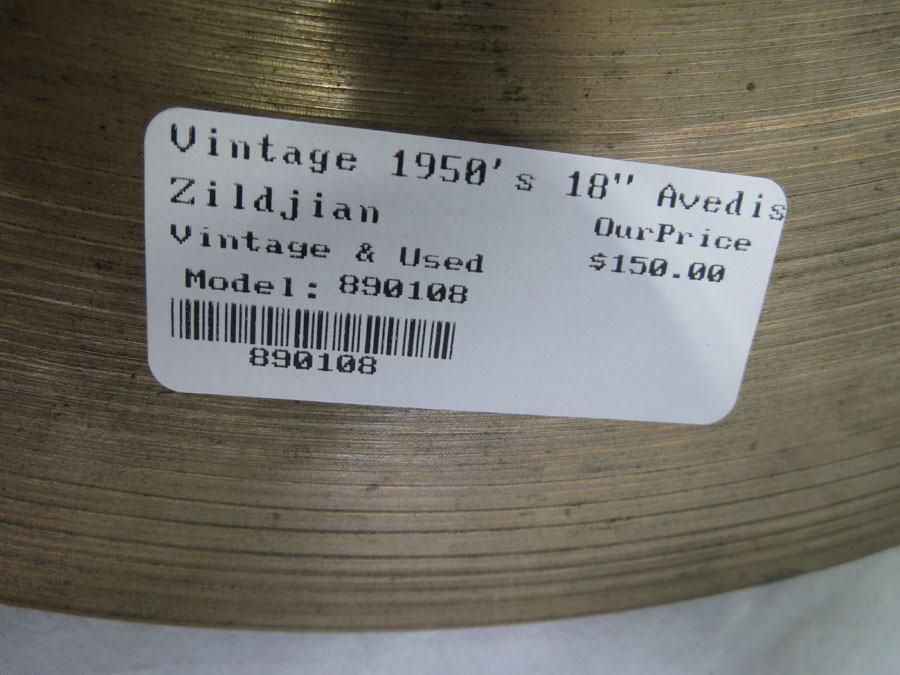 Vintage 1950's 18" Avedis
Zildjian
OurPrice
Vintage & Used
$150.00
Model: 890108
890108